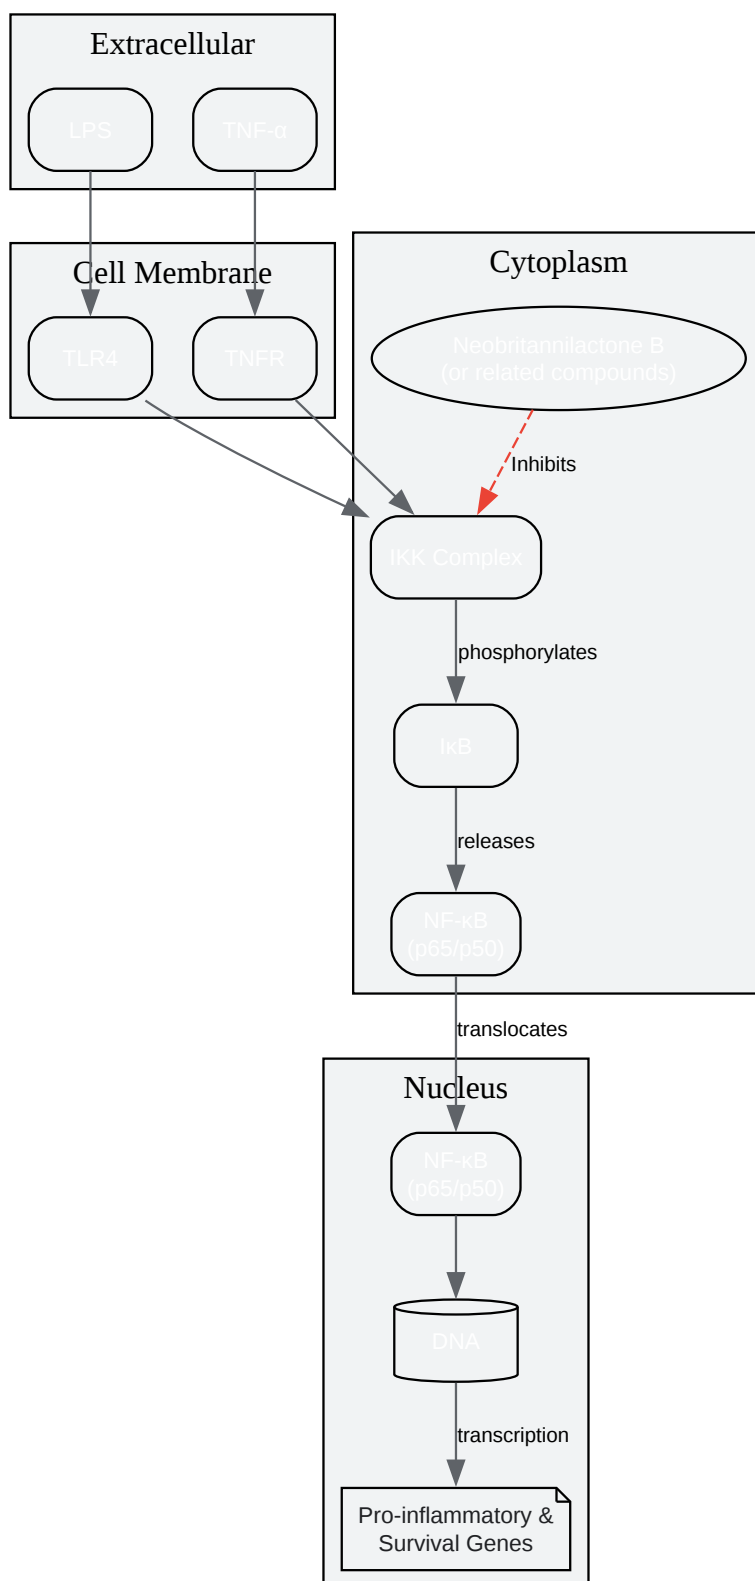 Extracellular
LPS
TNF-α
Cell Membrane
TLR4
TNFR
Cytoplasm
Neobritannilactone B
(or related compounds)
Inhibits
IKK Complex
phosphorylates
IκB
releases
NF-κB
(p65/p50)
translocates
Nucleus
NF-κB
(p65/p50)
DNA
transcription
Pro-inflammatory &
Survival Genes